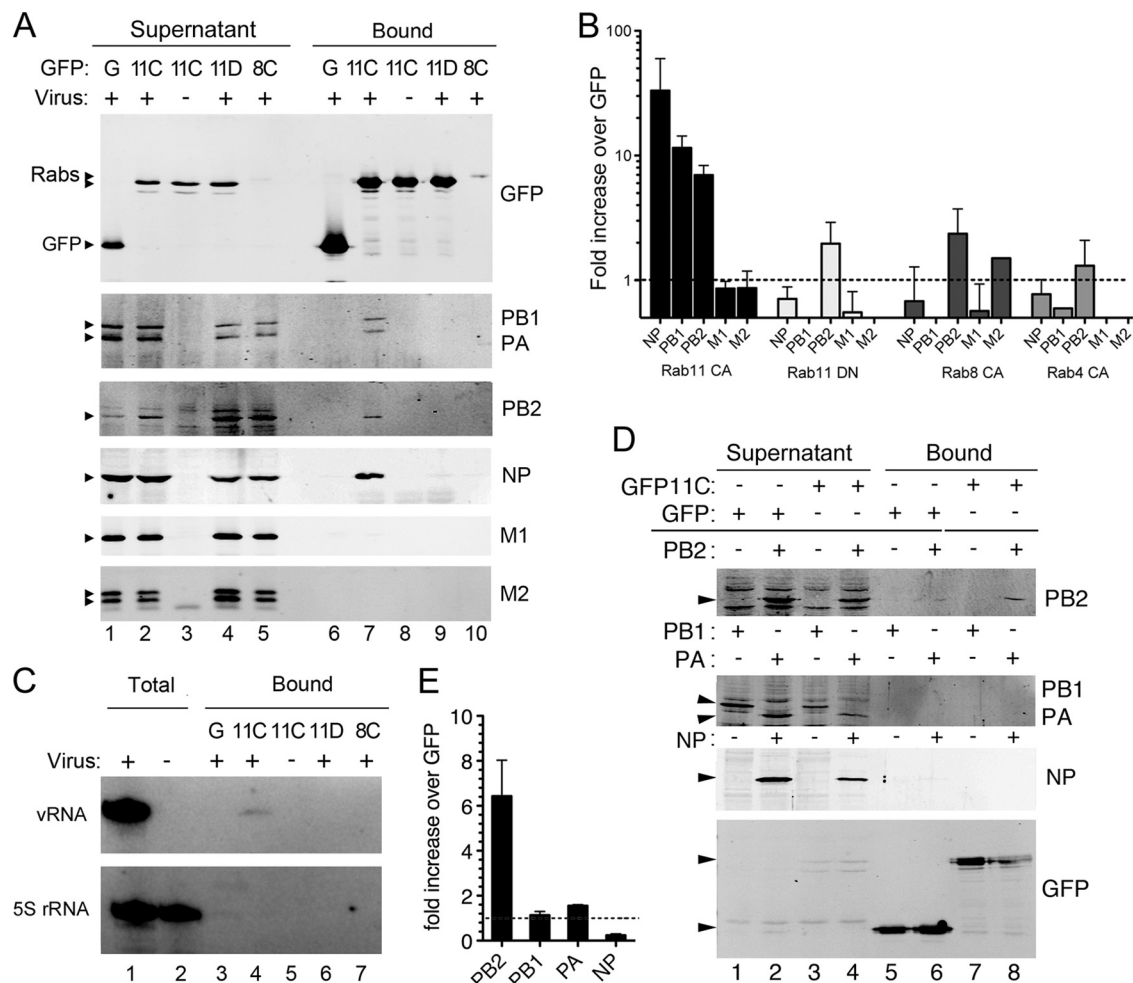 A
Supernatant Bound
GFP: G 11C 11C 11D 8C G 11C 11C 11D 8C
Virus: + + - + + + + - + +
Rabs
GFP
GFP
PB1
PA
PB2
NP
M1
M2
1 2 3 4 5 6 7 8 9 10
B
Fold increase over GFP
100
10
1
NP PB1 PB2 M1 M2 NP PB1 PB2 M1 M2 NP PB1 PB2 M1 M2 NP PB1 PB2 M1 M2
Rab11 CA Rab11 DN Rab8 CA Rab4 CA
C
Total Bound
G 11C 11C 11D 8C
Virus: + - + + - + +
vRNA
5S rRNA
1 2 3 4 5 6 7
E
fold increase over GFP
10
8
6
4
2
0
PB2 PB1 PA NP
D
Supernatant Bound
GFP11C: - - + + - - + +
GFP: + + - - + + - -
PB2: - + - + - + - +
PB2
PB1: + - + - + - + -
PA: - + - + - + - +
PB1
PA
NP: - + - + - + - +
NP
GFP
1 2 3 4 5 6 7 8